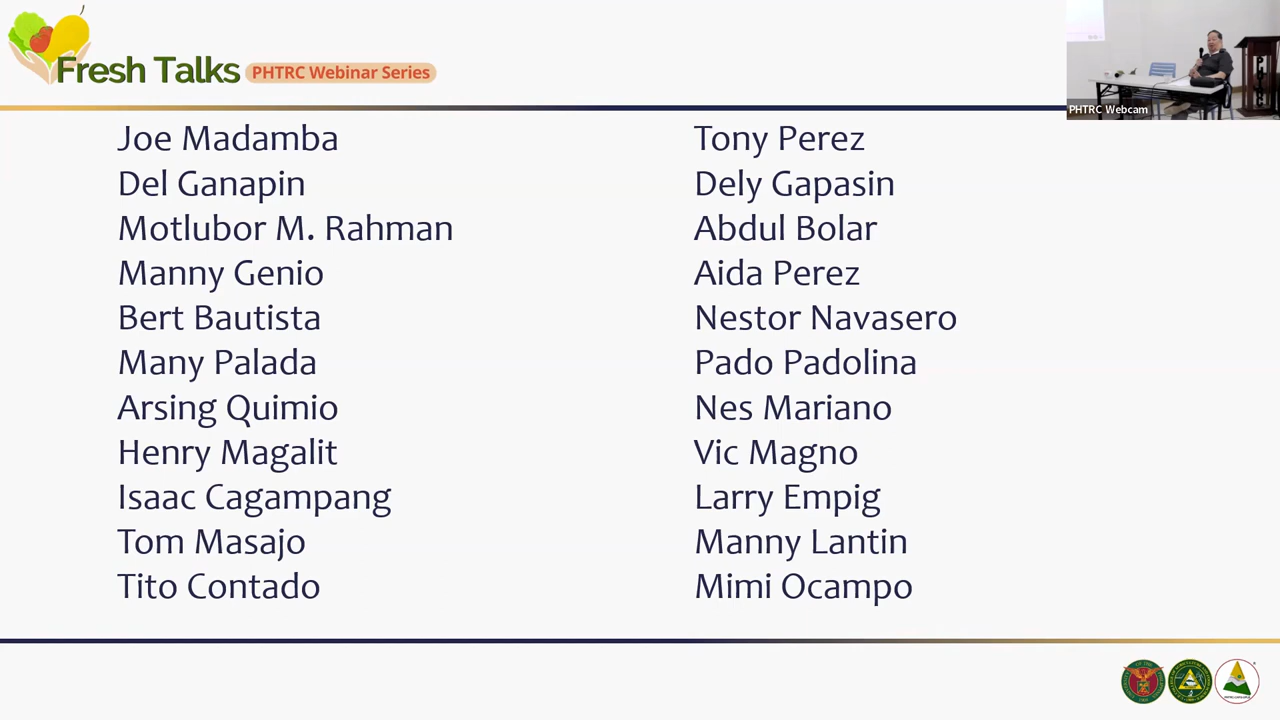 Fresh Talks PHTRC Webinar Series
PHTRC Webcam
Joe Madamba
Del Ganapin
Motlubor M. Rahman
Manny Genio
Bert Bautista
Many Palada
Arsing Quimio
Henry Magalit
Isaac Cagampang
Tom Masajo
Tito Contado
Tony Perez
Dely Gapasin
Abdul Bolar
Aida Perez
Nestor Navasero
Pado Padolina
Nes Mariano
Vic Magno
Larry Empig
Manny Lantin
Mimi Ocampo